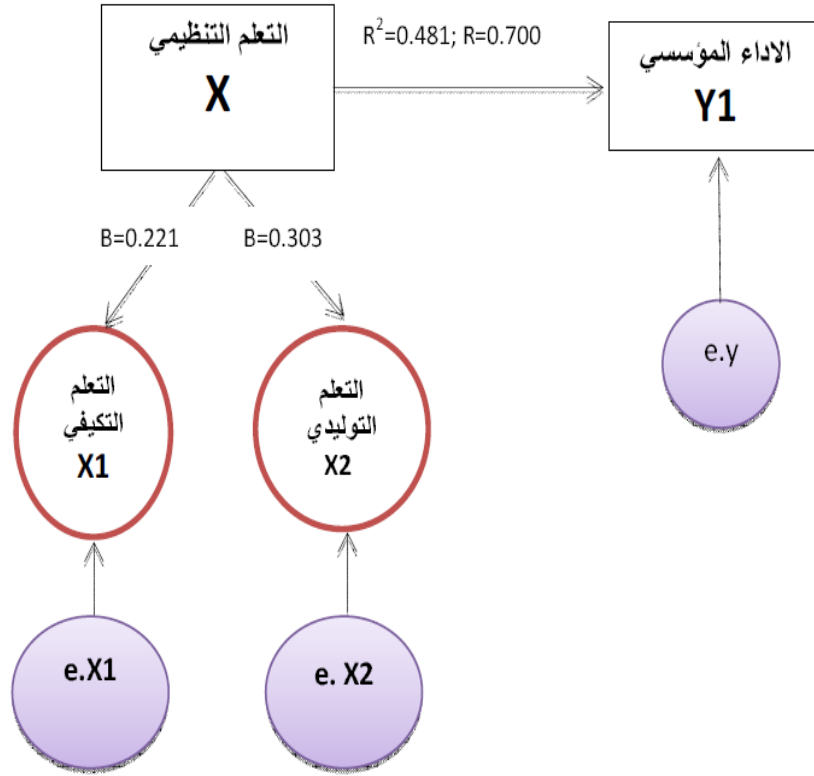 التعلم التنظيمي
X
R²=0.481; R=0.700
الاداء المؤسسي
Y1
B=0.221
B=0.303
التعلم
التكيفي
X1
التعلم
التوليدي
X2
e.y
e.X1
e. X2